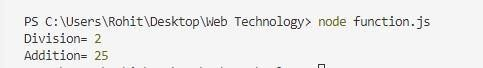 PS C:\Users\Rohit\Desktop\Web Technology> node function.js
Division= 2
Addition= 25